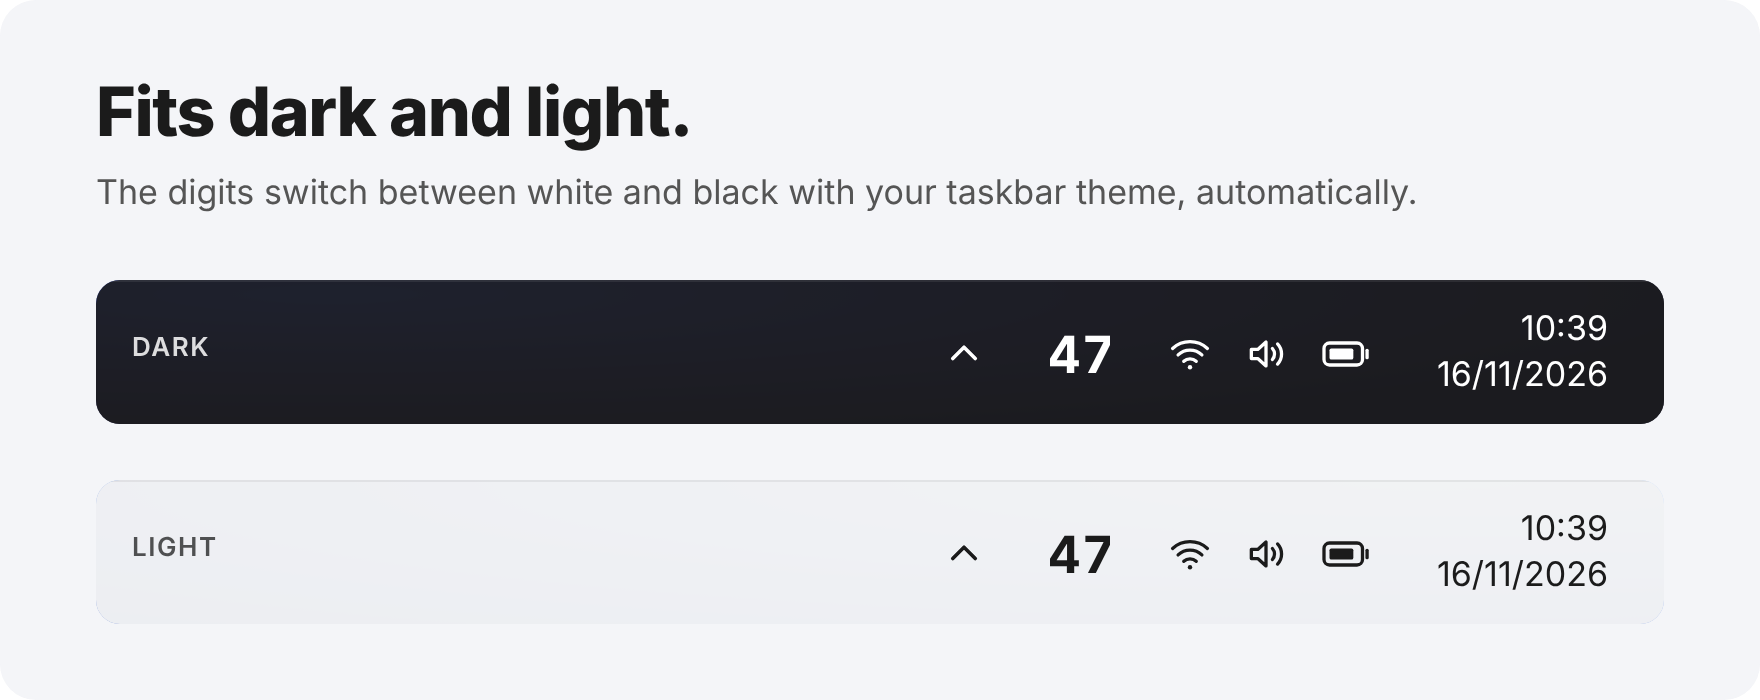 Fits dark and light.
The digits switch between white and black with your taskbar theme, automatically.
DARK
47
10:39
16/11/2026
LIGHT
47
10:39
16/11/2026